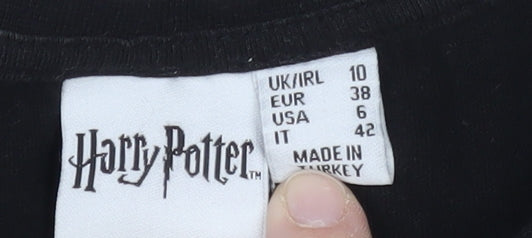 Harry Potter™
UK/IRL 10
EUR 38
USA 6
IT 42
MADE IN
TURKEY